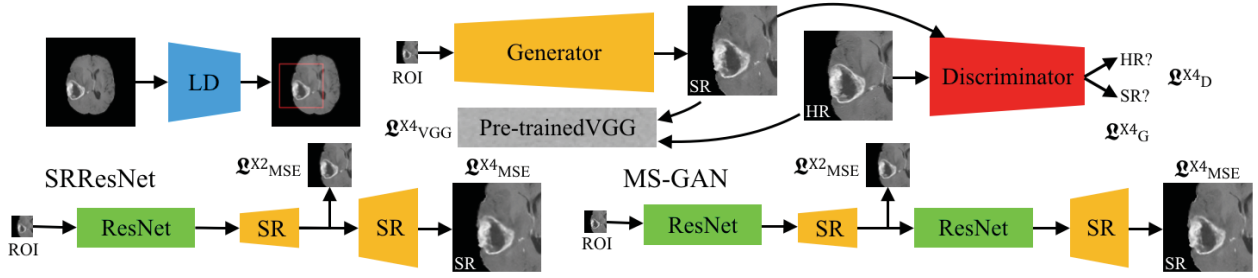 LD
ROI
Generator
SR
HR
Discriminator
HR?
SR?
𝕷X4D
𝕷X4VGG
Pre-trainedVGG
𝕷X4G
SRResNet
ROI
ResNet
SR
𝕷X2MSE
SR
𝕷X4MSE
SR
MS-GAN
ROI
ResNet
SR
𝕷X2MSE
ResNet
SR
𝕷X4MSE
SR